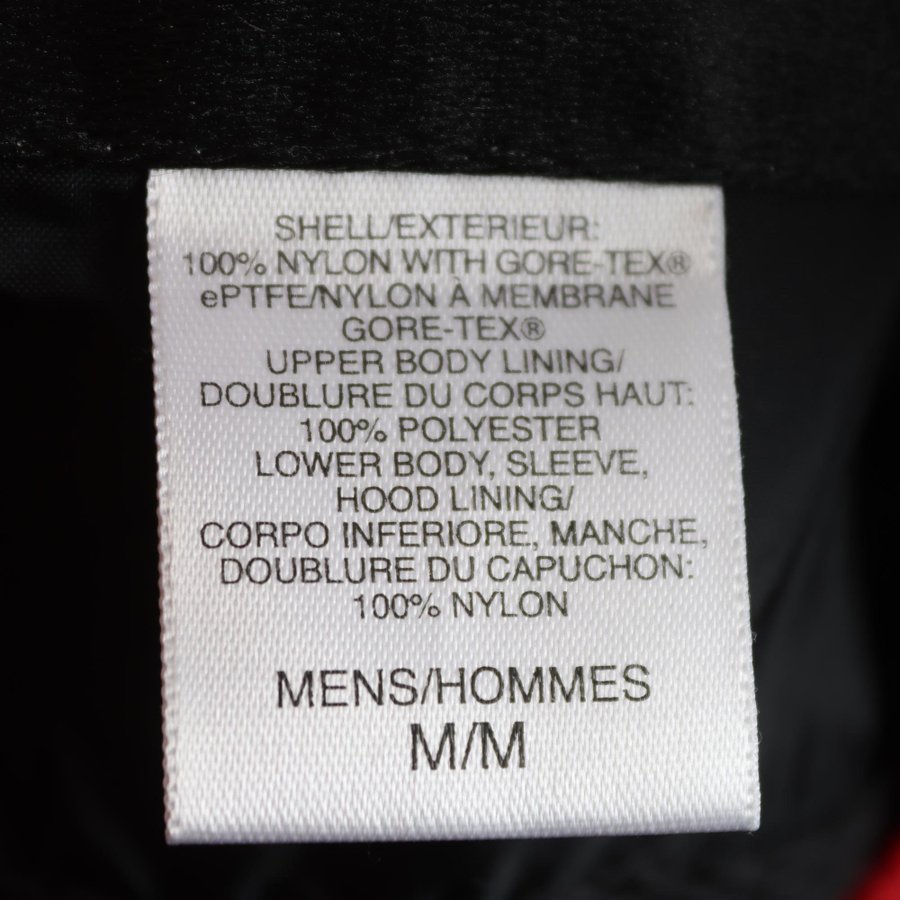 SHELL/EXTERIEUR:
100% NYLON WITH GORE-TEX®
ePTFE/NYLON À MEMBRANE
GORE-TEX®
UPPER BODY LINING/
DOUBLURE DU CORPS HAUT:
100% POLYESTER
LOWER BODY, SLEEVE,
HOOD LINING/
CORPO INFERIORE, MANCHE,
DOUBLURE DU CAPUCHON:
100% NYLON
MENS/HOMMES
M/M